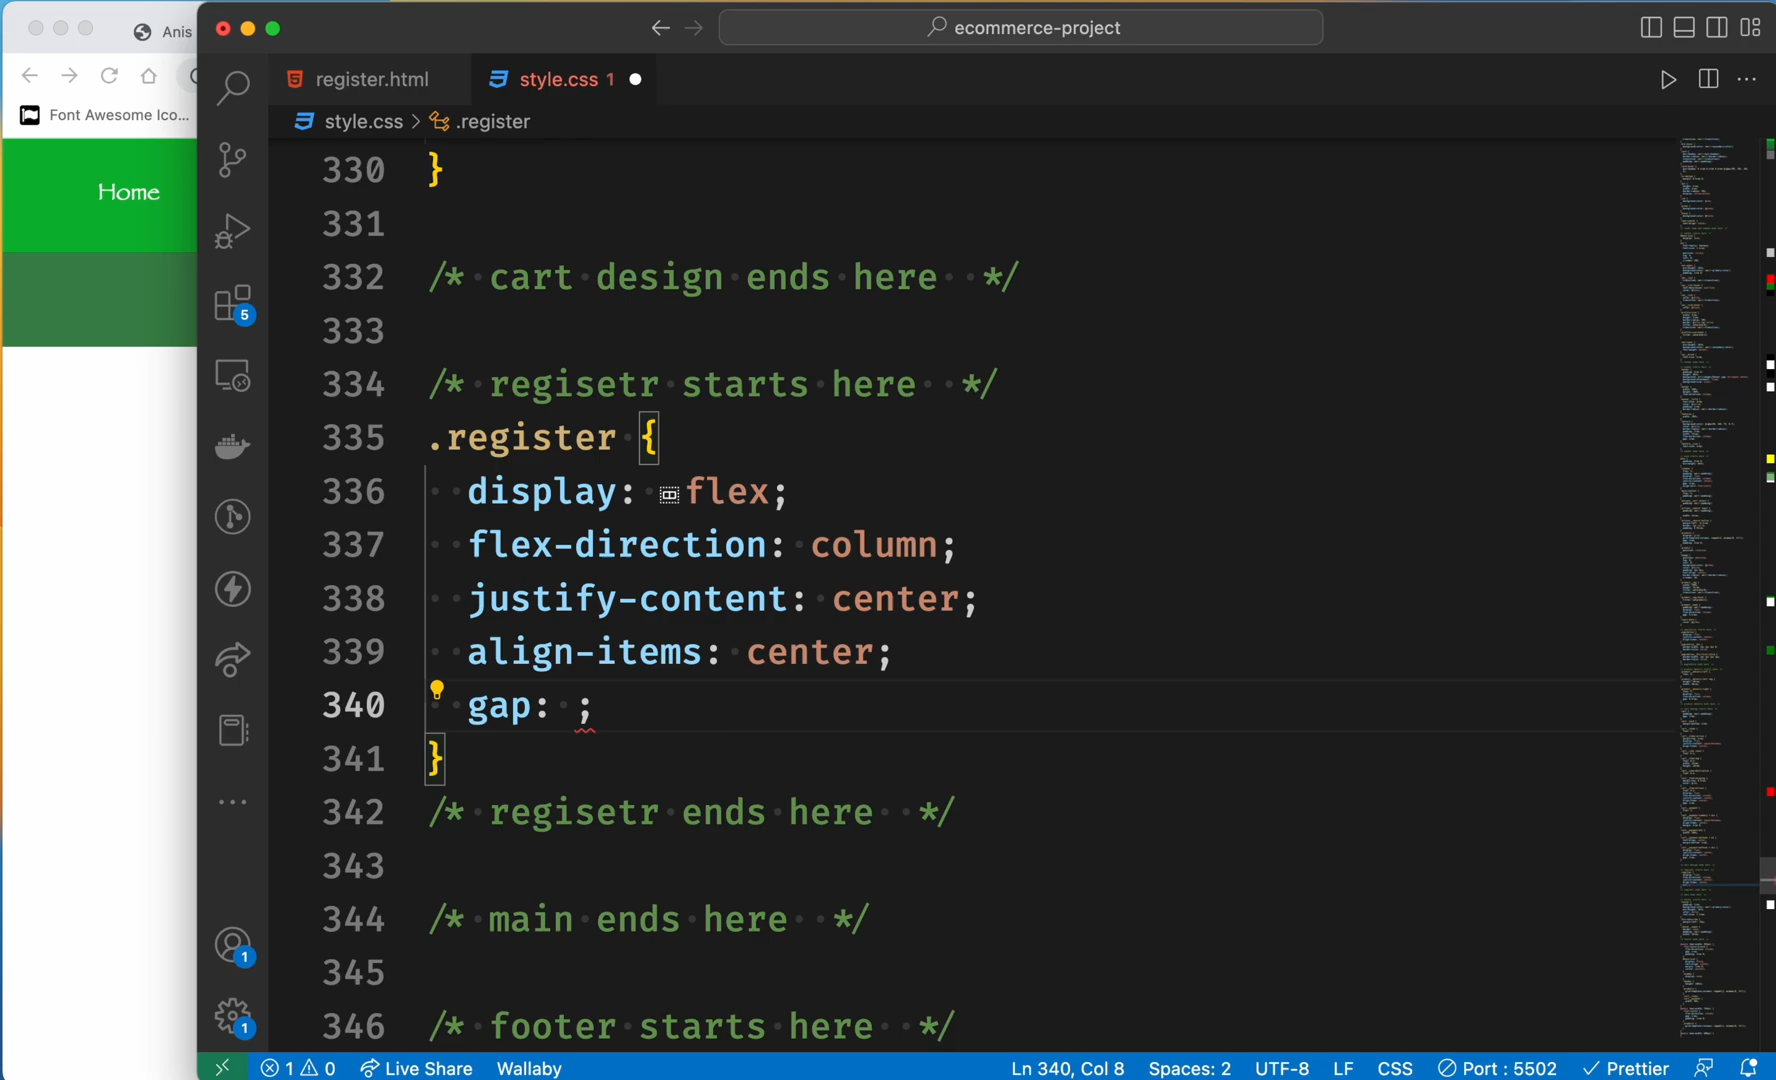 Anis
ecommerce-project
register.html
style.css 1
Font Awesome Ico...
style.css > .register
Home
330 }
331
332 /* cart design ends here */
333
334 /* regisetr starts here */
335 .register {
336 display: flex;
337 flex-direction: column;
338 justify-content: center;
339 align-items: center;
340 gap: ;
341 }
342 /* regisetr ends here */
343
344 /* main ends here */
345
346 /* footer starts here */
5
1
1
1 0 Live Share Wallaby Ln 340, Col 8 Spaces: 2 UTF-8 LF CSS Port : 5502 Prettier